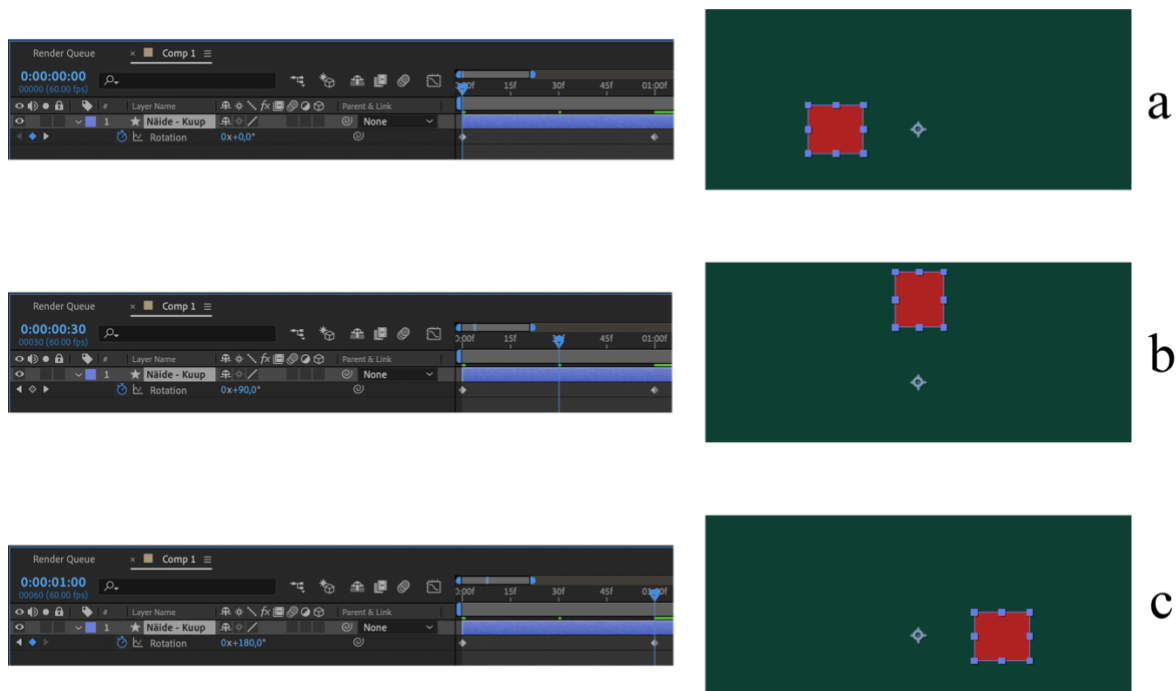 Render Queue × Comp 1
0:00:00:00
00000 (60.00 fps)
:00f 15f 30f 45f 01:00f
# Layer Name Parent & Link
1 Näide - Kuup None
Rotation 0x+0,0°
a
Render Queue × Comp 1
0:00:00:30
00030 (60.00 fps)
0:00f 15f 45f 01:00f
# Layer Name Parent & Link
1 Näide - Kuup None
Rotation 0x+90,0°
b
Render Queue × Comp 1
0:00:01:00
00060 (60.00 fps)
0:00f 15f 30f 45f
# Layer Name Parent & Link
1 Näide - Kuup None
Rotation 0x+180,0°
c